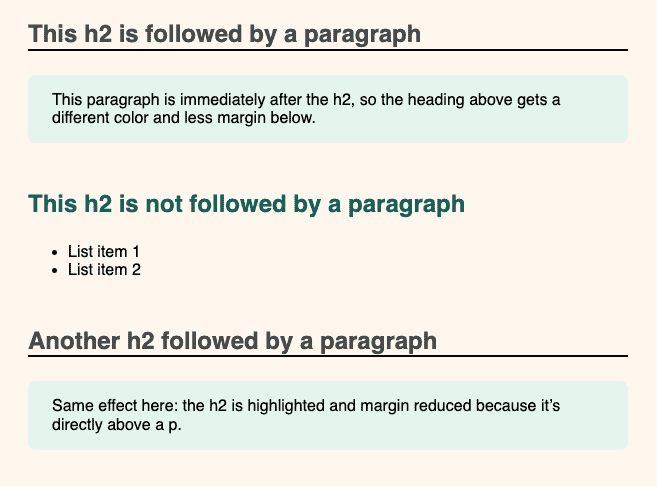 This h2 is followed by a paragraph
This paragraph is immediately after the h2, so the heading above gets a
different color and less margin below.
This h2 is not followed by a paragraph
• List item 1
• List item 2
Another h2 followed by a paragraph
Same effect here: the h2 is highlighted and margin reduced because it’s
directly above a p.